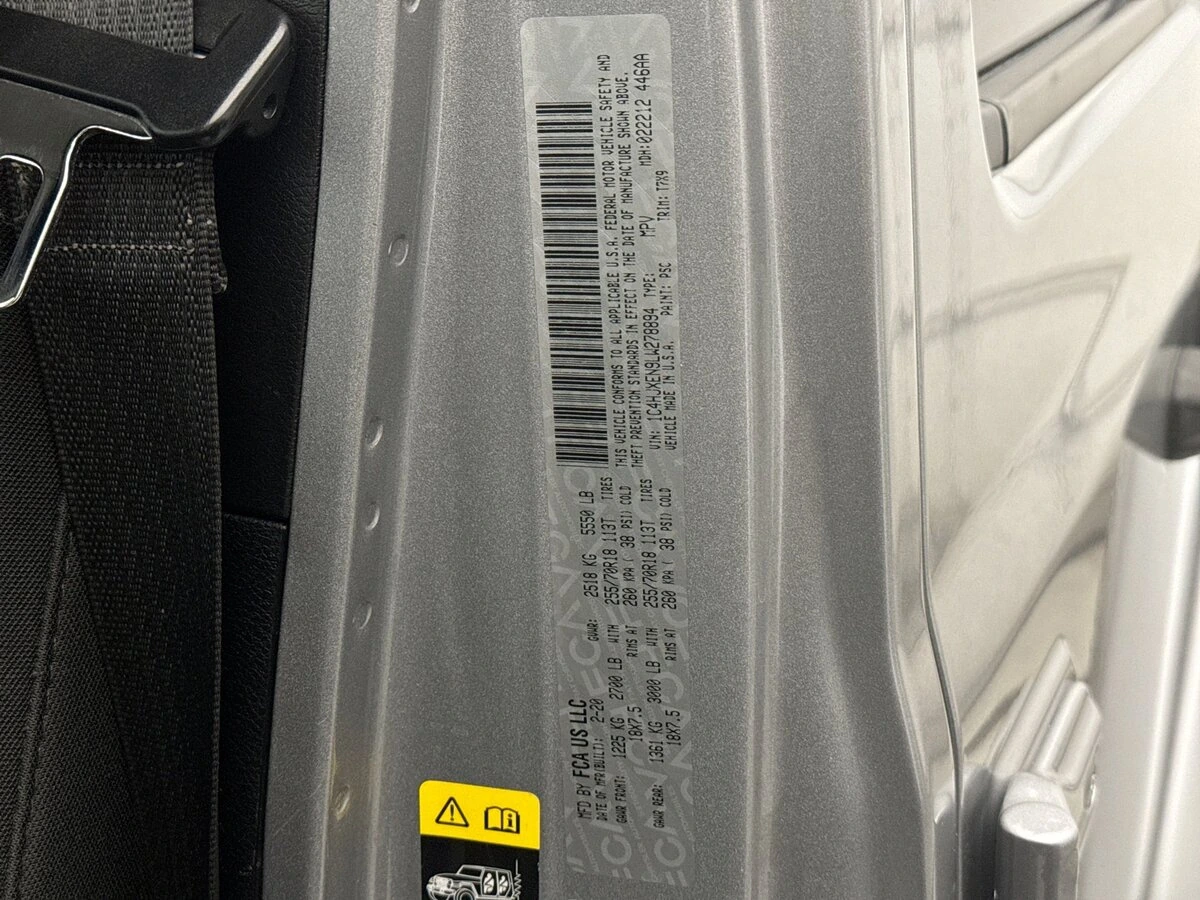 MFD BY FCA US LLC
DATE OF MFR(BUILT): 2-20 GVWR: 2518 KG 5550 LB
GAWR FRONT: 1225 KG 2700 LB WITH 255/70R18 113T TIRES
18X7.5 RIMS AT 260 KPA ( 38 PSI) COLD
GAWR REAR: 1361 KG 3000 LB WITH 255/70R18 113T TIRES
18X7.5 RIMS AT 260 KPA ( 38 PSI) COLD
THIS VEHICLE CONFORMS TO ALL APPLICABLE U.S.A. FEDERAL MOTOR VEHICLE SAFETY AND
THEFT PREVENTION STANDARDS IN EFFECT ON THE DATE OF MANUFACTURE SHOWN ABOVE.
VIN: 1C4HJXEN9LW278894 TYPE: MPV MDH:022212 446AA
VEHICLE MADE IN U.S.A. PAINT: PSC TRIM: T7X9